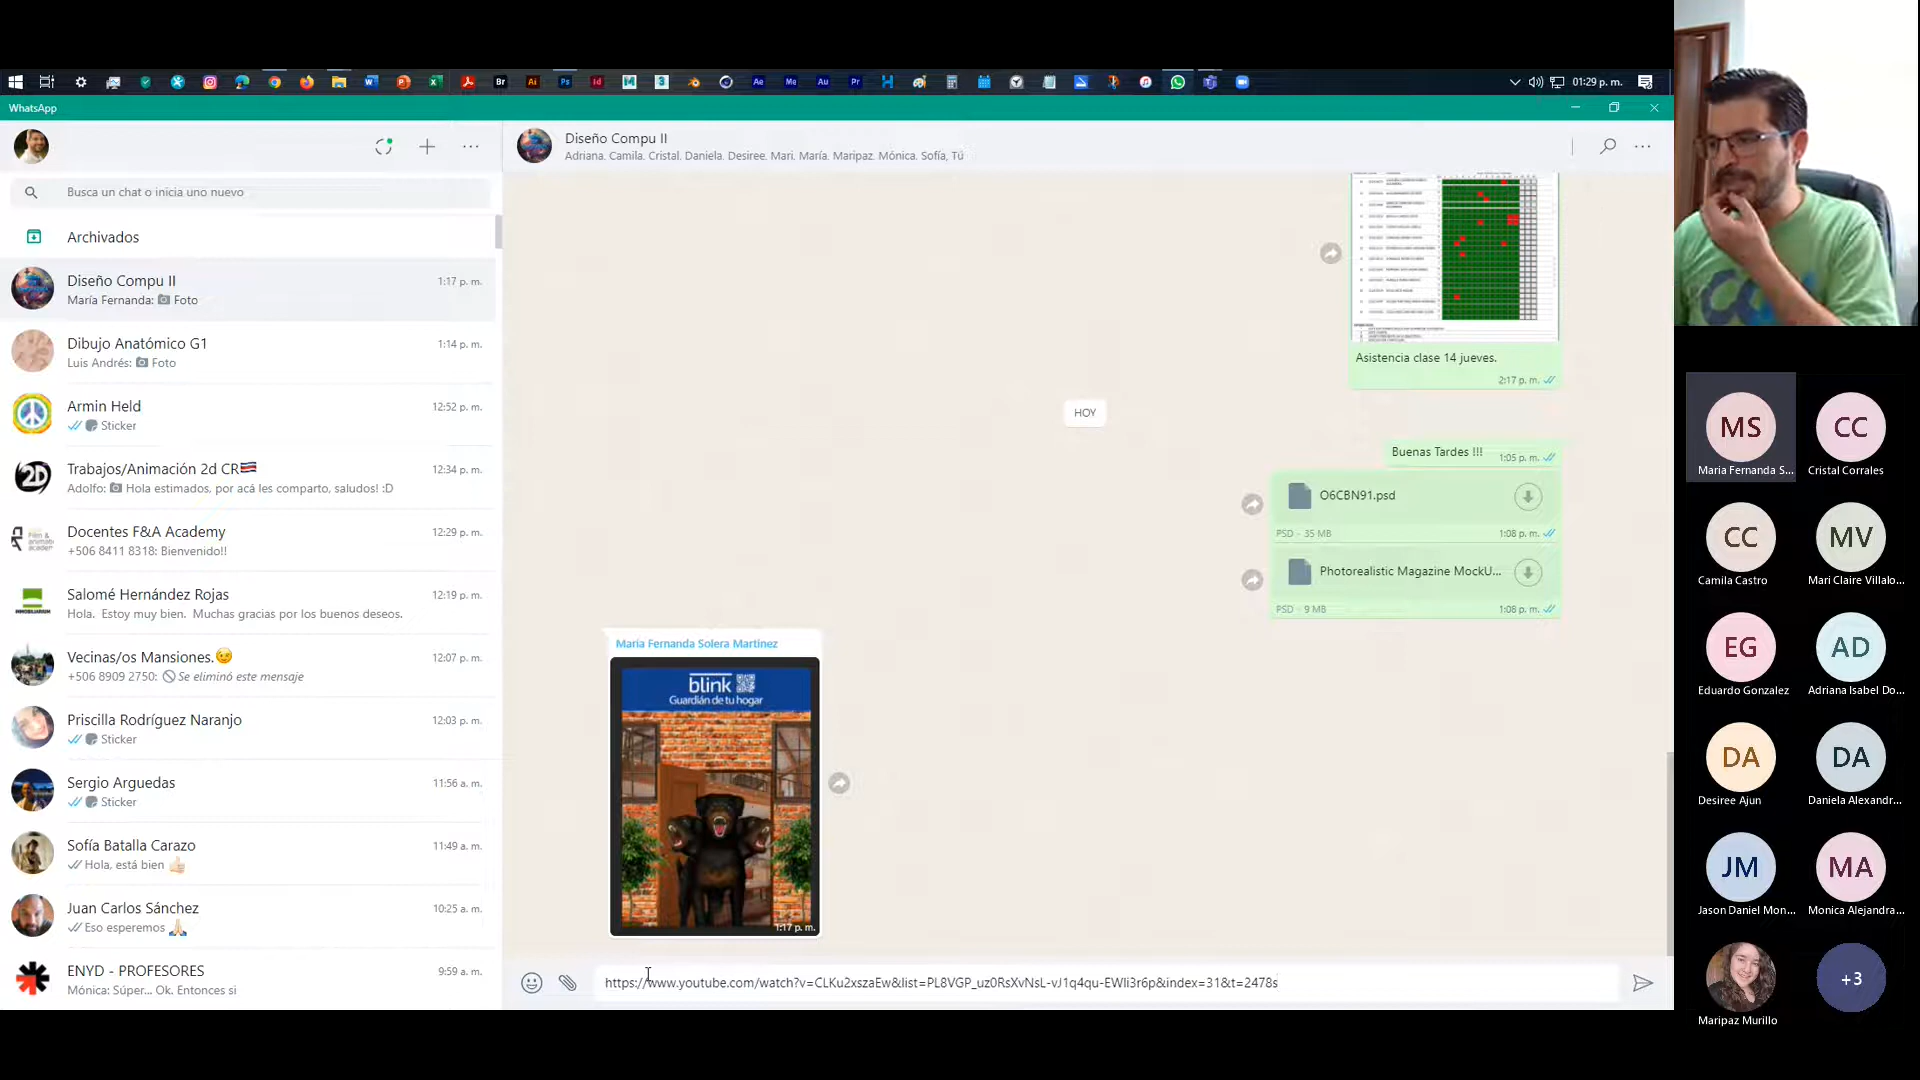 Br
Ai
Ps
Id
M
3
Ae
Me
Au
Pr
01:29 p. m.
WhatsApp
Busca un chat o inicia uno nuevo
Archivados
Diseño Compu II
1:17 p. m.
María Fernanda: Foto
Dibujo Anatómico G1
1:14 p. m.
Luis Andrés: Foto
Armin Held
12:52 p. m.
Sticker
2D
Trabajos/Animación 2d CR
12:34 p. m.
Adolfo: Hola estimados, por acá les comparto, saludos! :D
Docentes F&A Academy
12:29 p. m.
+506 8411 8318: Bienvenido!!
Salomé Hernández Rojas
12:19 p. m.
Hola. Estoy muy bien. Muchas gracias por los buenos deseos.
Vecinas/os Mansiones.
12:07 p. m.
+506 8909 2750: Se eliminó este mensaje
Priscilla Rodríguez Naranjo
12:03 p. m.
Sticker
Sergio Arguedas
11:56 a. m.
Sticker
Sofía Batalla Carazo
11:49 a. m.
Hola, está bien
Juan Carlos Sánchez
10:25 a. m.
Eso esperemos
ENYD - PROFESORES
9:59 a. m.
Mónica: Súper... Ok. Entonces si
Diseño Compu II
Adriana, Camila, Cristal, Daniela, Desiree, Mari, María, Maripaz, Mónica, Sofía, Tú
Asistencia clase 14 jueves.
2:17 p. m.
HOY
Buenas Tardes !!!
1:05 p. m.
O6CBN91.psd
PSD - 35 MB
1:08 p. m.
Photorealistic Magazine MockU...
PSD - 9 MB
1:08 p. m.
María Fernanda Solera Martínez
blink
Guardián de tu hogar
1:17 p. m.
https://www.youtube.com/watch?v=CLKu2xszaEw&list=PL8VGP_uz0RsXvNsL-vJ1q4qu-EWIi3r6p&index=31&t=2478s
MS
Maria Fernanda S...
CC
Cristal Corrales
CC
Camila Castro
MV
Mari Claire Villalo...
EG
Eduardo Gonzalez
AD
Adriana Isabel Do...
DA
Desiree Ajun
DA
Daniela Alexandr...
JM
Jason Daniel Mon...
MA
Monica Alejandra...
Maripaz Murillo
+3